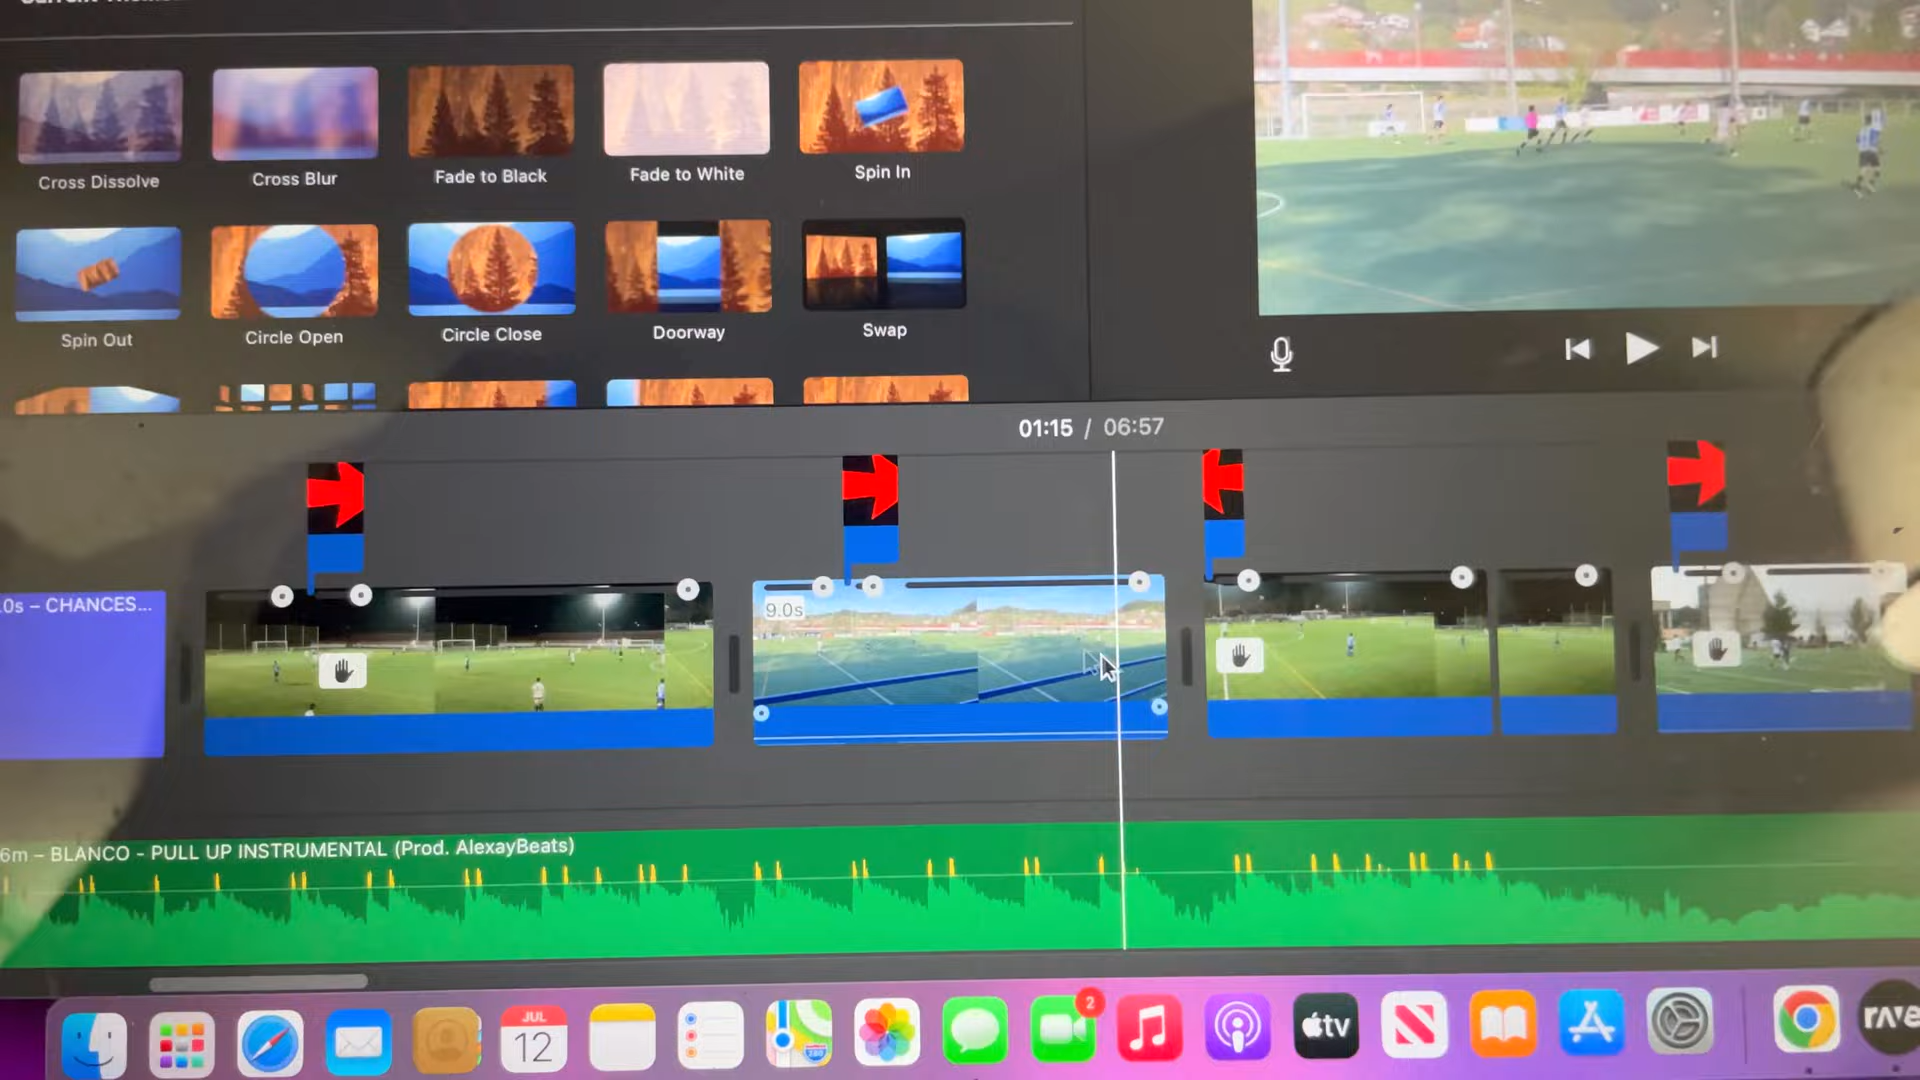 Cross Dissolve
Cross Blur
Fade to Black
Fade to White
Spin In
Spin Out
Circle Open
Circle Close
Doorway
Swap
01:15 / 06:57
.0s – CHANCES...
9.0s
6m – BLANCO - PULL UP INSTRUMENTAL (Prod. AlexayBeats)
JUL
12
2
tv
rave